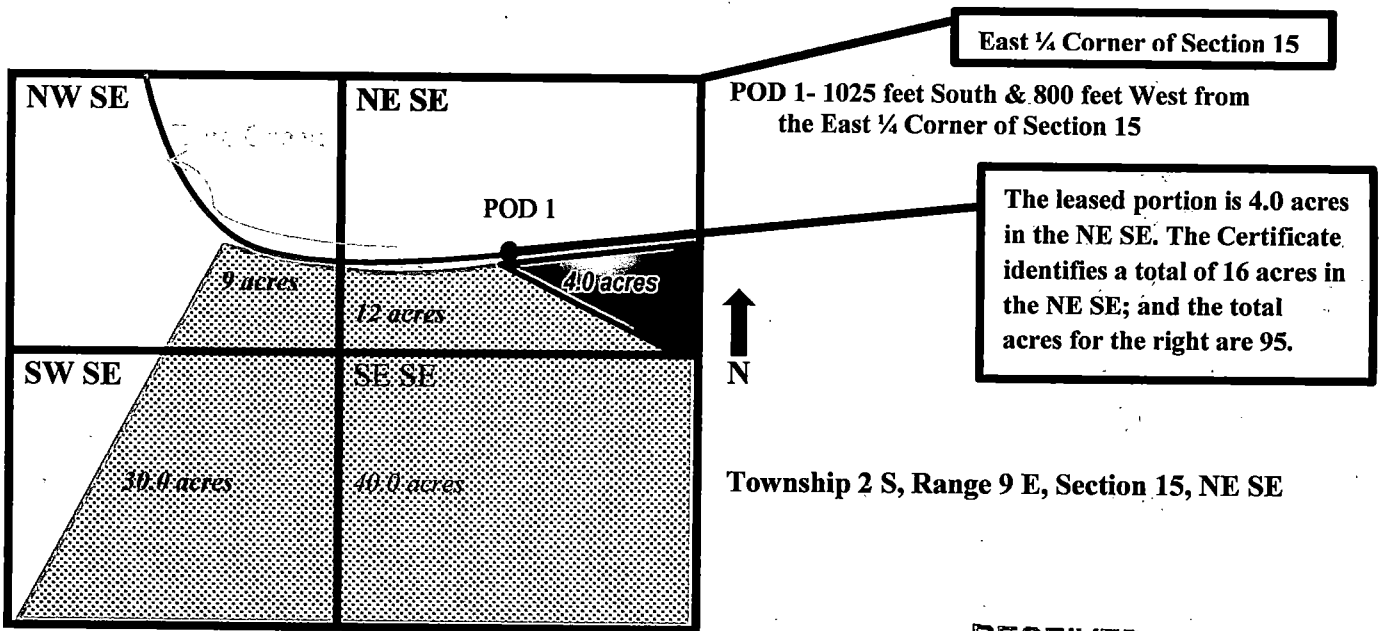 East ¼ Corner of Section 15
NW SE
NE SE
POD 1- 1025 feet South & 800 feet West from
the East ¼ Corner of Section 15
POD 1
The leased portion is 4.0 acres
in the NE SE. The Certificate
identifies a total of 16 acres in
the NE SE; and the total
acres for the right are 95.
9 acres
4.0 acres
12 acres
SW SE
SE SE
N
30.0 acres
40.0 acres
Township 2 S, Range 9 E, Section 15, NE SE